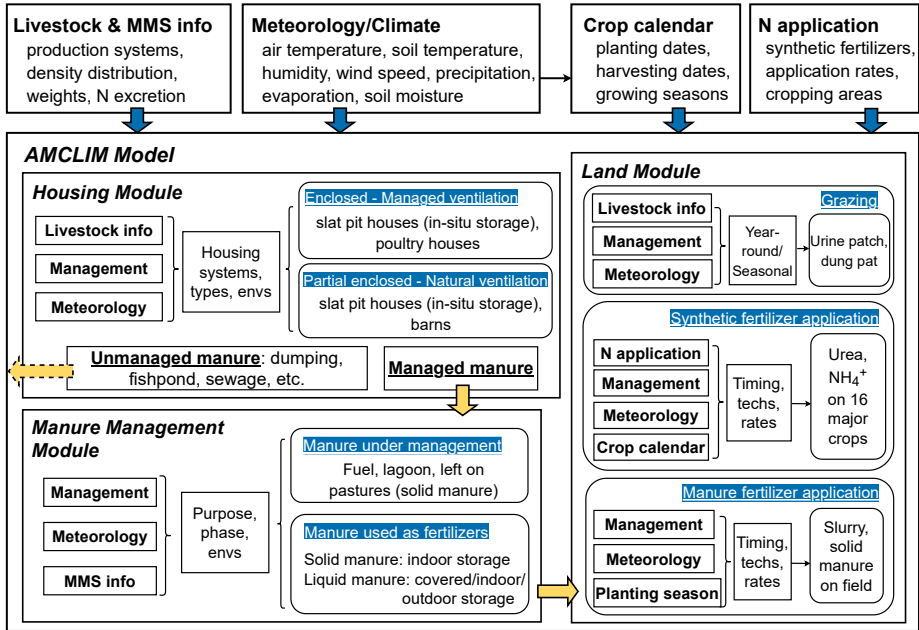 Livestock & MMS info
production systems,
density distribution,
weights, N excretion
Meteorology/Climate
air temperature, soil temperature,
humidity, wind speed, precipitation,
evaporation, soil moisture
Crop calendar
planting dates,
harvesting dates,
growing seasons
N application
synthetic fertilizers,
application rates,
cropping areas
AMCLIM Model
Housing Module
Livestock info
Management
Meteorology
Housing
systems,
types, envs
Enclosed - Managed ventilation
slat pit houses (in-situ storage),
poultry houses
Partial enclosed - Natural ventilation
slat pit houses (in-situ storage),
barns
Unmanaged manure: dumping,
fishpond, sewage, etc.
Managed manure
Manure Management
Module
Management
Meteorology
MMS info
Purpose,
phase,
envs
Manure under management
Fuel, lagoon, left on
pastures (solid manure)
Manure used as fertilizers
Solid manure: indoor storage
Liquid manure: covered/indoor/
outdoor storage
Land Module
Grazing
Livestock info
Management
Meteorology
Year-
round/
Seasonal
Urine patch,
dung pat
Synthetic fertilizer application
N application
Management
Meteorology
Crop calendar
Timing,
techs,
rates
Urea,
NH₄⁺
on 16
major
crops
Manure fertilizer application
Management
Meteorology
Planting season
Timing,
techs,
rates
Slurry,
solid
manure
on field